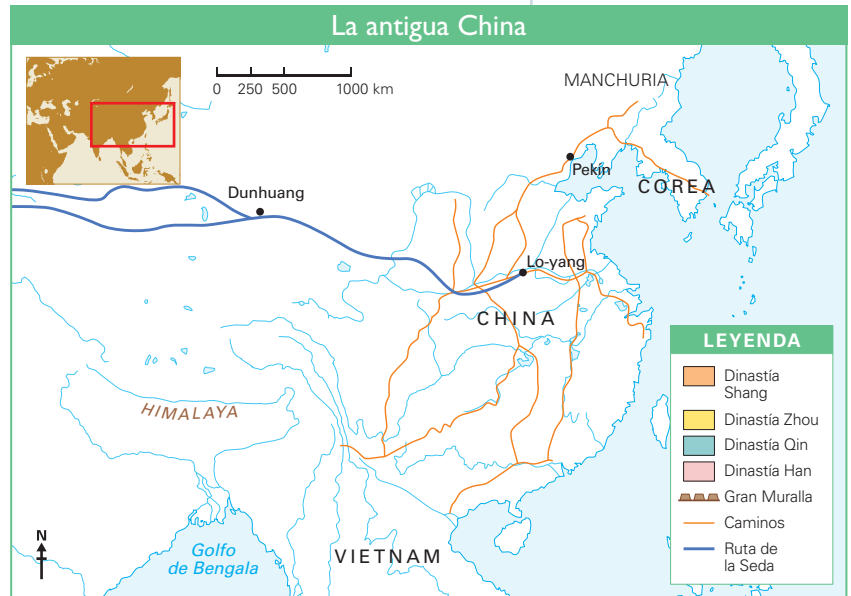 La antigua China
0 250 500 1000 km
MANCHURIA
Pekín
COREA
Dunhuang
Lo-yang
CHINA
HIMALAYA
N
Golfo
de Bengala
VIETNAM
LEYENDA
Dinastía
Shang
Dinastía Zhou
Dinastía Qin
Dinastía Han
Gran Muralla
Caminos
Ruta de
la Seda